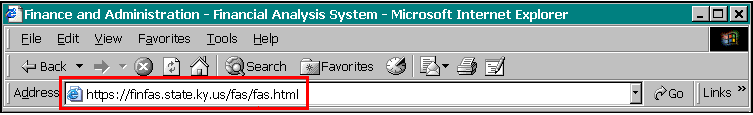 Finance and Administration - Financial Analysis System - Microsoft Internet Explorer
File Edit View Favorites Tools Help
Back Search Favorites
Address https://finfas.state.ky.us/fas/fas.html Go Links »